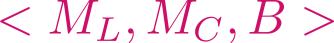 < M_L, M_C, B >